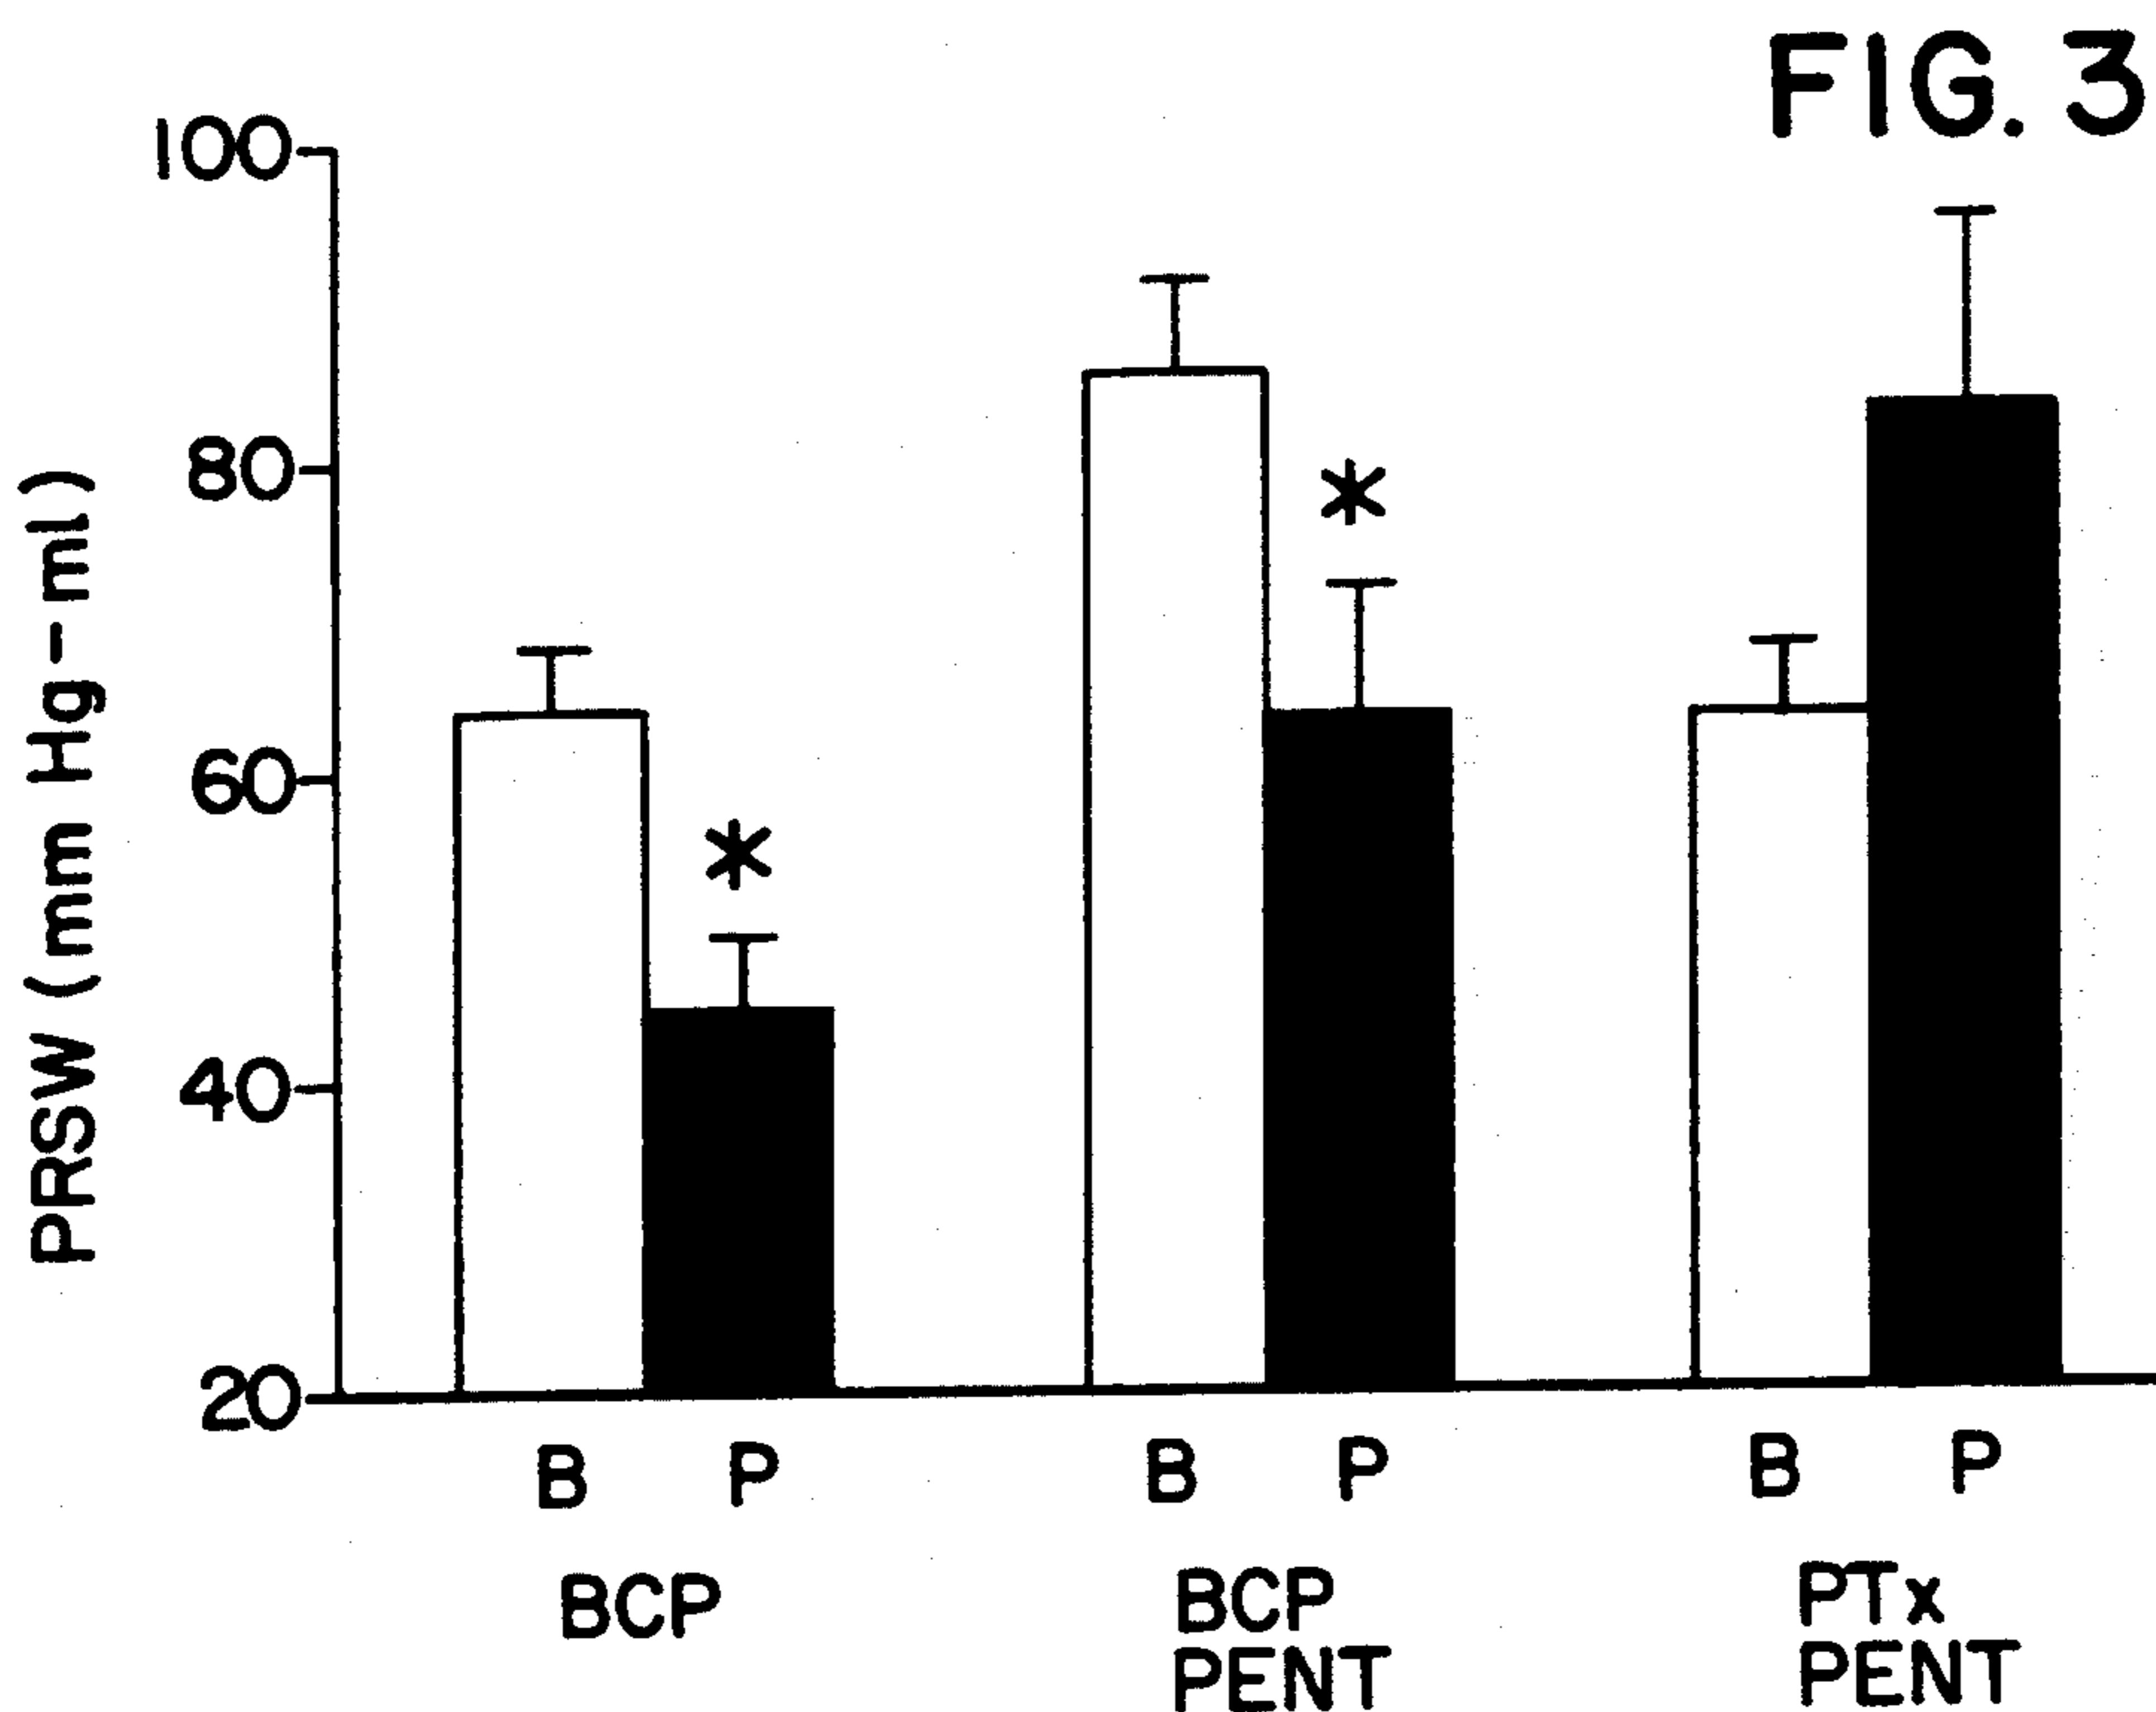 FIG. 3
PRSW (mm Hg-ml)
100
80
60
40
20
*
*
B P B P B P
BCP
BCP
PENT
PTx
PENT